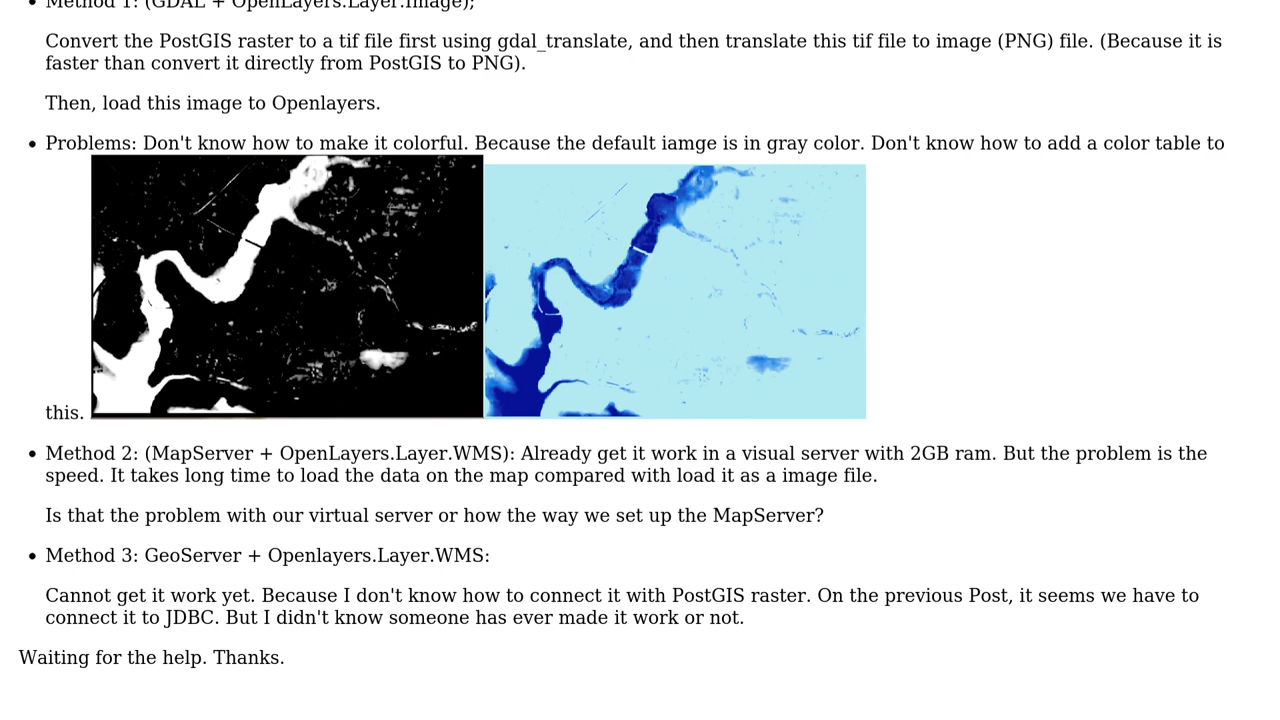 • Method 1: (GDAL + OpenLayers.Layer.Image);
Convert the PostGIS raster to a tif file first using gdal_translate, and then translate this tif file to image (PNG) file. (Because it is
faster than convert it directly from PostGIS to PNG).
Then, load this image to Openlayers.
• Problems: Don't know how to make it colorful. Because the default iamge is in gray color. Don't know how to add a color table to
this.
• Method 2: (MapServer + OpenLayers.Layer.WMS): Already get it work in a visual server with 2GB ram. But the problem is the
speed. It takes long time to load the data on the map compared with load it as a image file.
Is that the problem with our virtual server or how the way we set up the MapServer?
• Method 3: GeoServer + Openlayers.Layer.WMS:
Cannot get it work yet. Because I don't know how to connect it with PostGIS raster. On the previous Post, it seems we have to
connect it to JDBC. But I didn't know someone has ever made it work or not.
Waiting for the help. Thanks.